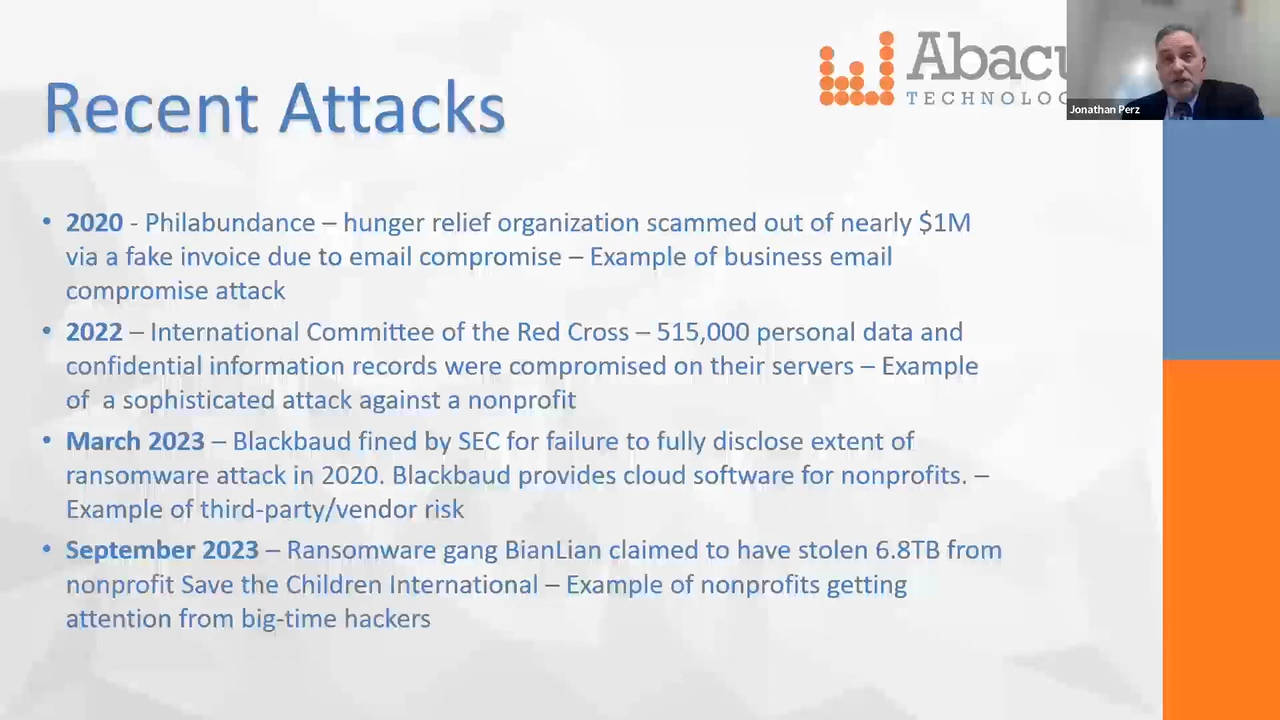 Abacu
TECHNOLO
Jonathan Perz
Recent Attacks
• 2020 - Philabundance – hunger relief organization scammed out of nearly $1M
via a fake invoice due to email compromise – Example of business email
compromise attack
• 2022 – International Committee of the Red Cross – 515,000 personal data and
confidential information records were compromised on their servers – Example
of  a sophisticated attack against a nonprofit
• March 2023 – Blackbaud fined by SEC for failure to fully disclose extent of
ransomware attack in 2020. Blackbaud provides cloud software for nonprofits. –
Example of third-party/vendor risk
• September 2023 – Ransomware gang BianLian claimed to have stolen 6.8TB from
nonprofit Save the Children International – Example of nonprofits getting
attention from big-time hackers